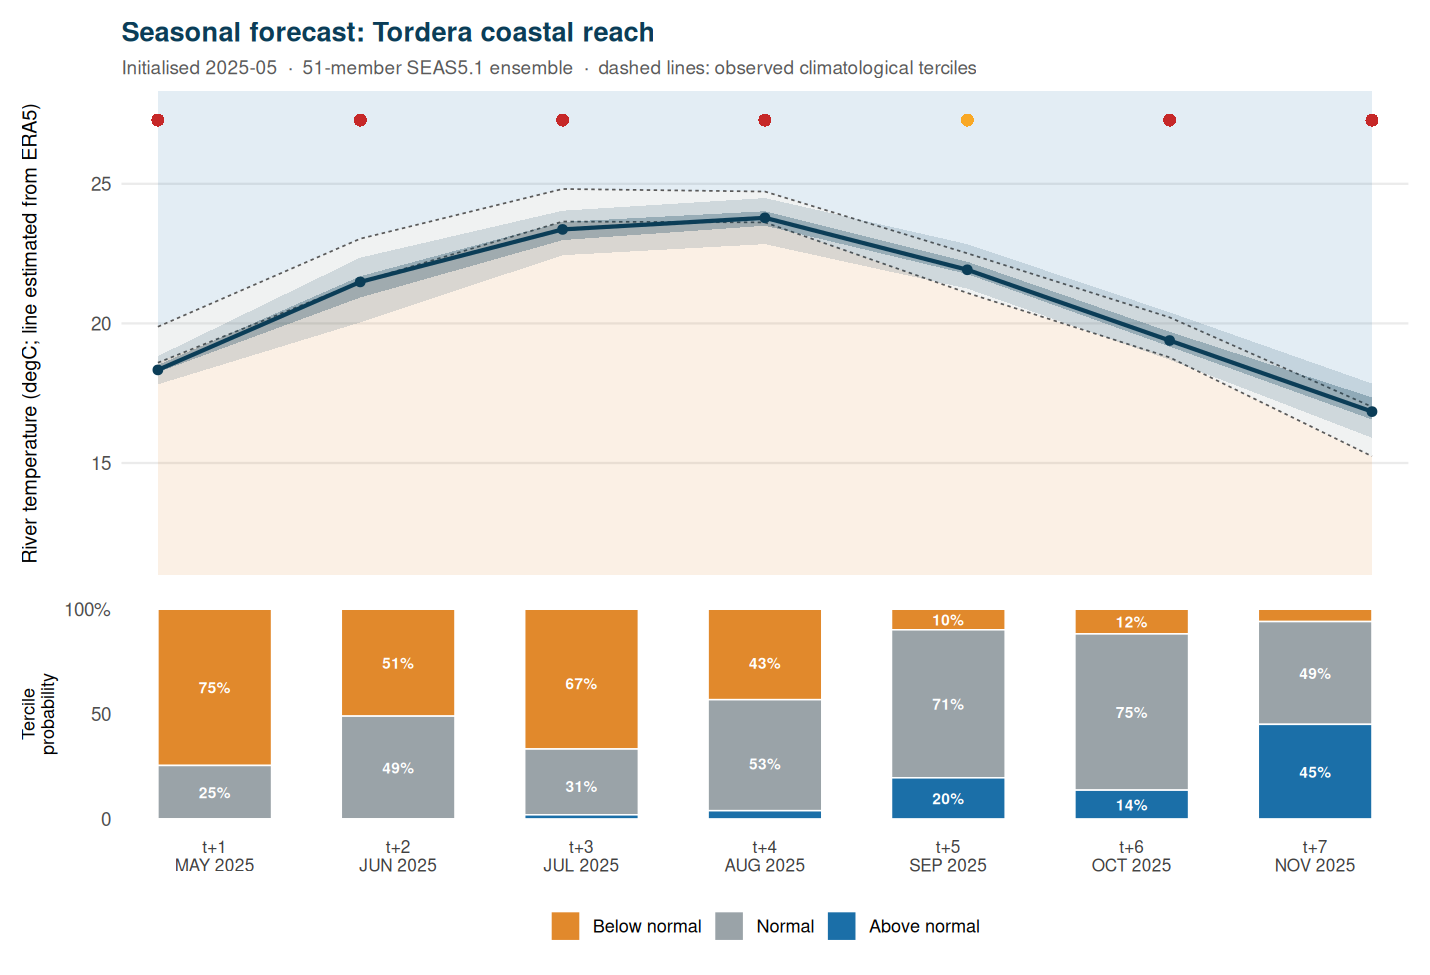 Seasonal forecast: Tordera coastal reach
Initialised 2025-05 · 51-member SEAS5.1 ensemble · dashed lines: observed climatological terciles
River temperature (degC; line estimated from ERA5)
25
20
15
Tercile
probability
100%
50
0
75%
25%
51%
49%
67%
31%
43%
53%
10%
71%
20%
12%
75%
14%
49%
45%
t+1
MAY 2025
t+2
JUN 2025
t+3
JUL 2025
t+4
AUG 2025
t+5
SEP 2025
t+6
OCT 2025
t+7
NOV 2025
Below normal
Normal
Above normal